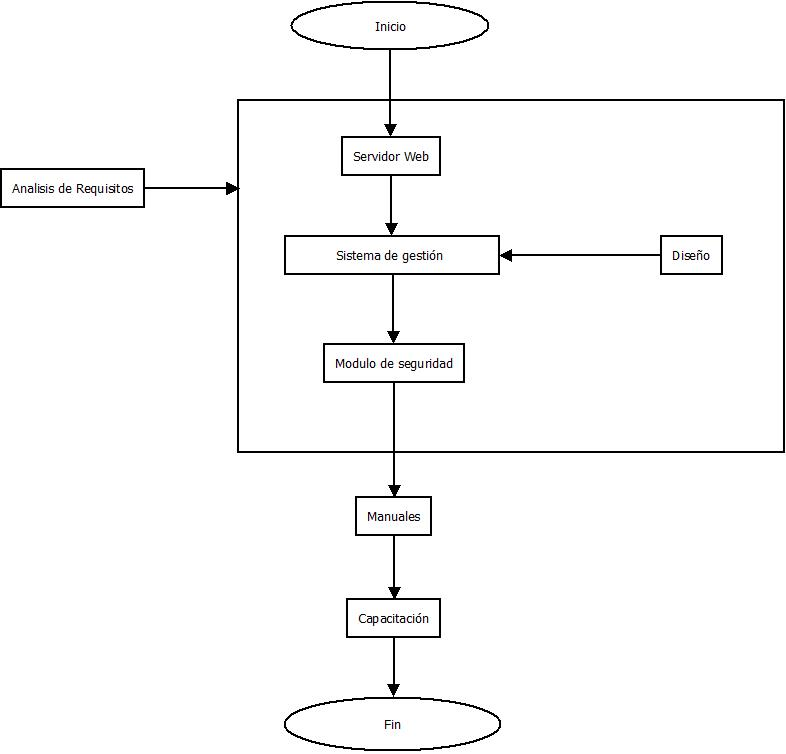 Inicio
Servidor Web
Analisis de Requisitos
Sistema de gestión
Diseño
Modulo de seguridad
Manuales
Capacitación
Fin